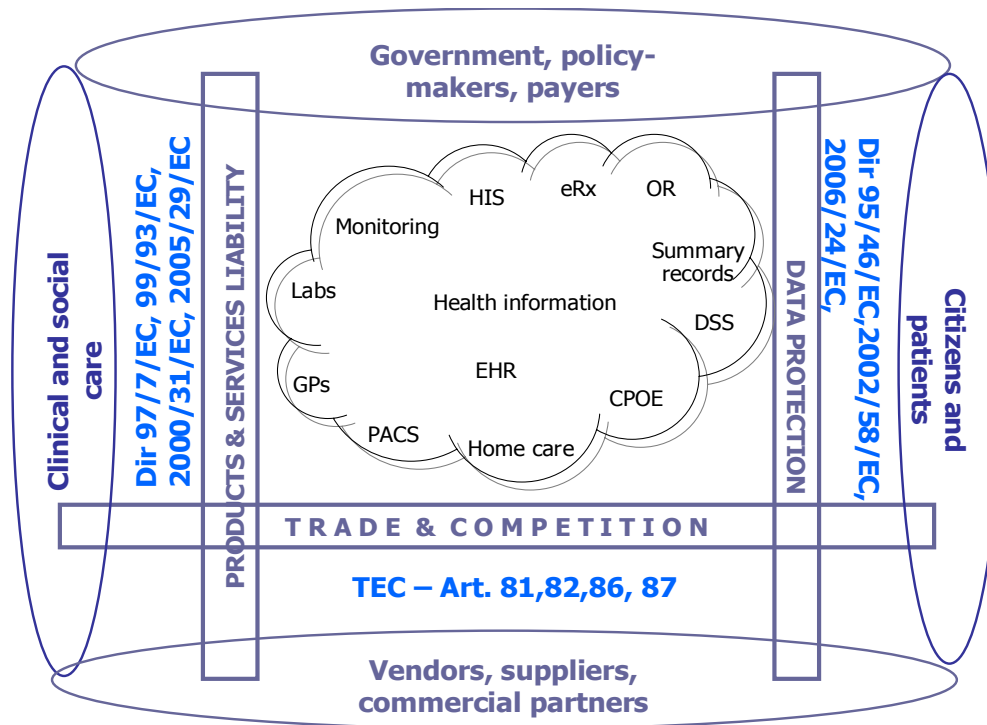 Government, policy-
makers, payers
Clinical and social
care
Dir 97/7/EC, 99/93/EC,
2000/31/EC, 2005/29/EC
PRODUCTS & SERVICES LIABILITY
HIS
eRx
OR
Monitoring
Summary
records
Labs
Health information
DSS
GPs
EHR
CPOE
PACS
Home care
DATA PROTECTION
Dir 95/46/EC,2002/58/EC,
2006/24/EC,
Citizens and
patients
TRADE & COMPETITION
TEC – Art. 81,82,86, 87
Vendors, suppliers,
commercial partners